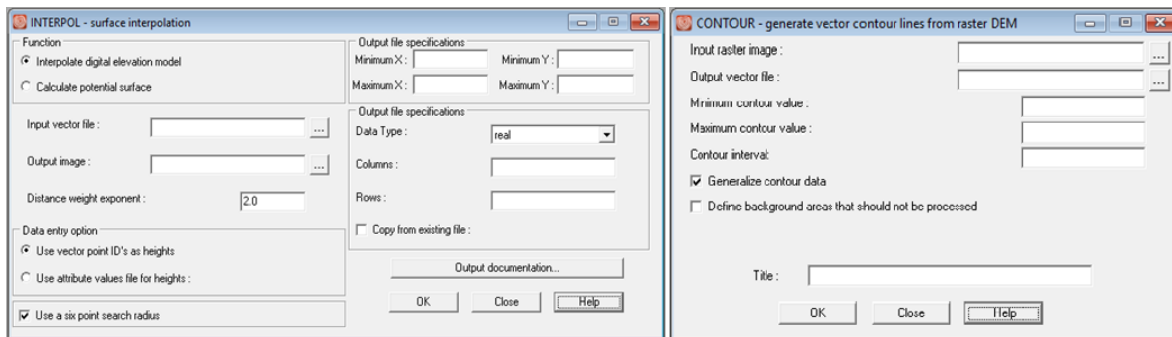 INTERPOL - surface interpolation
Function
Interpolate digital elevation model
Calculate potential surface
Input vector file :
...
Output image :
...
Distance weight exponent :
2.0
Data entry option
Use vector point ID's as heights
Use attribute values file for heights :
Use a six point search radius
Output file specifications
Minimum X :
Minimum Y :
Maximum X :
Maximum Y :
Output file specifications
Data Type :
real
Columns :
Rows :
Copy from existing file :
Output documentation...
OK
Close
Help
CONTOUR - generate vector contour lines from raster DEM
Input raster image :
...
Output vector file :
...
Minimum contour value :
Maximum contour value :
Contour interval:
Generalize contour data
Define background areas that should not be processed
Title :
OK
Close
Help